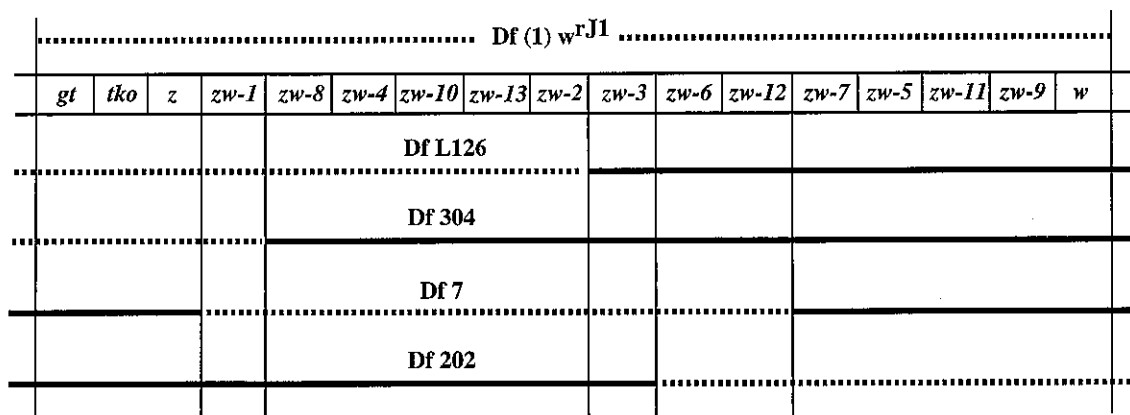 Df (1) w^rJ1
gt tko z zw-1 zw-8 zw-4 zw-10 zw-13 zw-2 zw-3 zw-6 zw-12 zw-7 zw-5 zw-11 zw-9 w
Df L126
Df 304
Df 7
Df 202